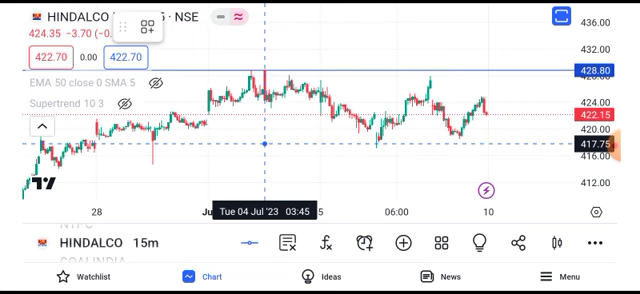 HINDALCO
5 · NSE
424.35 −3.70 (−0.
422.70 0.00 422.70
EMA 50 close 0 SMA 5
Supertrend 10 3
436.00
432.00
428.80
428.00
424.00
422.15
420.00
417.75
416.00
412.00
28
Tue 04 Jul '23 03:45
5
06:00
10
HINDALCO 15m
Watchlist
Chart
Ideas
News
Menu